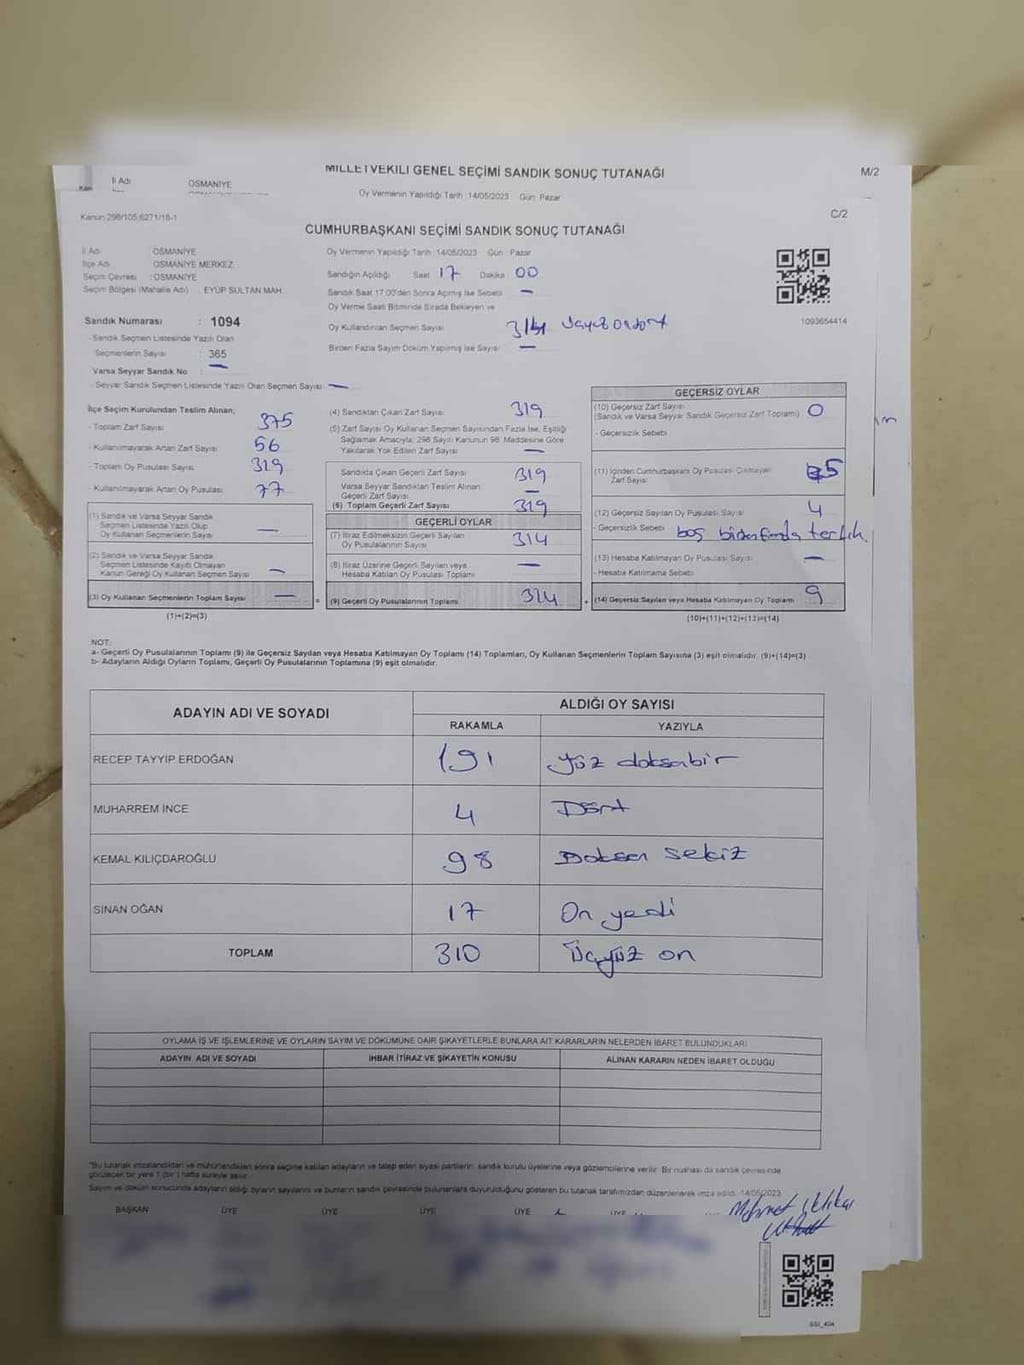 MİLLETVEKİLİ GENEL SEÇİMİ SANDIK SONUÇ TUTANAĞI
M/2
İl Adı OSMANİYE
Oy Vermenin Yapıldığı Tarih 14/05/2023 Gün Pazar
Kanun 298/105;6271/18-1
C/2
CUMHURBAŞKANI SEÇİMİ SANDIK SONUÇ TUTANAĞI
İl Adı : OSMANİYE
İlçe Adı : OSMANİYE MERKEZ
Seçim Çevresi : OSMANİYE
Seçim Bölgesi (Mahalle Adı) : EYÜP SULTAN MAH.
Sandık Numarası : 1094
- Sandık Seçmen Listesinde Yazılı Olan
Seçmenlerin Sayısı : 365
Varsa Seyyar Sandık No : —
- Seyyar Sandık Seçmen Listesinde Yazılı Olan Seçmen Sayısı : —
Oy Vermenin Yapıldığı Tarih 14/05/2023 Gün Pazar
Sandığın Açıldığı Saat 17 Dakika 00
Sandık Saat 17.00'den Sonra Açılmış İse Sebebi —
Oy Verme Saati Bitiminde Sırada Bekleyen ve
Oy Kullandırılan Seçmen Sayısı
Birden Fazla Sayım Döküm Yapılmış İse Sayısı —
1093654414
İlçe Seçim Kurulundan Teslim Alınan;
- Toplam Zarf Sayısı 375
- Kullanılmayarak Artan Zarf Sayısı 56
- Toplam Oy Pusulası Sayısı
- Kullanılmayarak Artan Oy Pusulası 77
(1) Sandık ve Varsa Seyyar Sandık
Seçmen Listesinde Yazılı Olup
Oy Kullanan Seçmenlerin Sayısı —
(2) Sandık ve Varsa Seyyar Sandık
Seçmen Listesinde Kayıtlı Olmayan
Kanun Gereği Oy Kullanan Seçmen Sayısı —
(3) Oy Kullanan Seçmenlerin Toplam Sayısı —
(1)+(2)=(3)
(4) Sandıktan Çıkan Zarf Sayısı 319
(5) Zarf Sayısı Oy Kullanan Seçmen Sayısından Fazla İse, Eşitliği
Sağlamak Amacıyla, 298 Sayılı Kanunun 98. Maddesine Göre
Yakılarak Yok Edilen Zarf Sayısı —
Sandıkta Çıkan Geçerli Zarf Sayısı 319
Varsa Seyyar Sandıktan Teslim Alınan
Geçerli Zarf Sayısı —
(6) Toplam Geçerli Zarf Sayısı 319
GEÇERLİ OYLAR
(7) İtiraz Edilmeksizin Geçerli Sayılan
Oy Pusulalarının Sayısı 314
(8) İtiraz Üzerine Geçerli Sayılan veya
Hesaba Katılan Oy Pusulaları Toplamı —
(9) Geçerli Oy Pusulalarının Toplamı
GEÇERSİZ OYLAR
(10) Geçersiz Zarf Sayısı
(Sandık ve Varsa Seyyar Sandık Geçersiz Zarf Toplamı) 0
- Geçersizlik Sebebi
(11) İçinden Cumhurbaşkanı Oy Pusulası Çıkmayan
Zarf Sayısı 5
(12) Geçersiz Sayılan Oy Pusulası Sayısı 4
- Geçersizlik Sebebi boş birden fazla tercih
(13) Hesaba Katılmayan Oy Pusulası Sayısı —
- Hesaba Katılmama Sebebi
(14) Geçersiz Sayılan veya Hesaba Katılmayan Oy Toplamı 9
(10)+(11)+(12)+(13)=(14)
NOT:
a- Geçerli Oy Pusulalarının Toplamı (9) ile Geçersiz Sayılan veya Hesaba Katılmayan Oy Toplamı (14) Toplamları, Oy Kullanan Seçmenlerin Toplam Sayısına (3) eşit olmalıdır. (9)+(14)=(3)
b- Adayların Aldığı Oyların Toplamı, Geçerli Oy Pusulalarının Toplamına (9) eşit olmalıdır.
ADAYIN ADI VE SOYADI ALDIĞI OY SAYISI
RAKAMLA YAZIYLA
RECEP TAYYİP ERDOĞAN 191 Yüz doksabir
MUHARREM İNCE 4 Dört
KEMAL KILIÇDAROĞLU 98 Doksan sekiz
SİNAN OĞAN 17 On yedi
TOPLAM 310 Üçyüz on
OYLAMA İŞ VE İŞLEMLERİNE VE OYLARIN SAYIM VE DÖKÜMÜNE DAİR ŞİKAYETLERLE BUNLARA AİT KARARLARIN NELERDEN İBARET BULUNDUKLARI
ADAYIN ADI VE SOYADI İHBAR İTİRAZ VE ŞİKAYETİN KONUSU ALINAN KARARIN NEDEN İBARET OLDUĞU
"Bu tutanak imzalandıktan ve mühürlendikten sonra seçime katılan adayların ve talep eden siyasi partilerin; sandık kurulu üyelerine veya gözlemcilerine verilir. Bir nüshası da sandık çevresinde
görülecek bir yere 1 (bir) hafta süreyle asılır.
Sayım ve döküm sonucunda adayların aldığı oyların sayılarını ve bunların sandık çevresinde bulunanlara duyurulduğunu gösteren bu tutanak tarafımızdan düzenlenerek imza edildi. 14/05/2023
BAŞKAN ÜYE ÜYE ÜYE ÜYE ÜYE
Mehmet